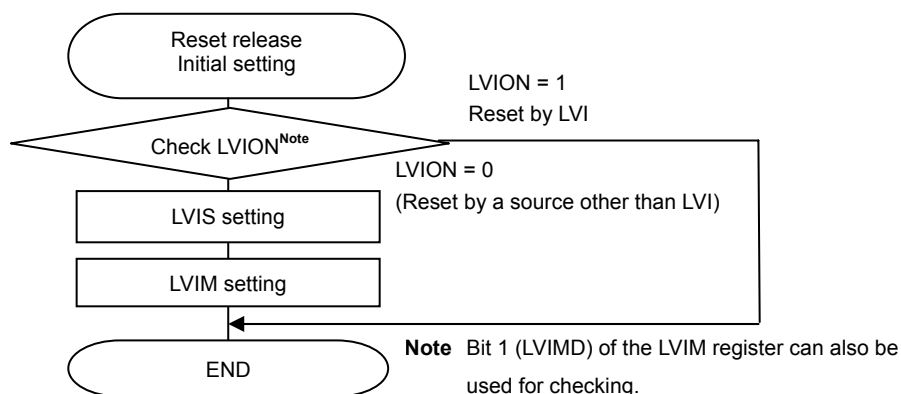 Reset release
Initial setting
LVION = 1
Reset by LVI
Check LVIONNote
LVION = 0
(Reset by a source other than LVI)
LVIS setting
LVIM setting
END
Note Bit 1 (LVIMD) of the LVIM register can also be
used for checking.